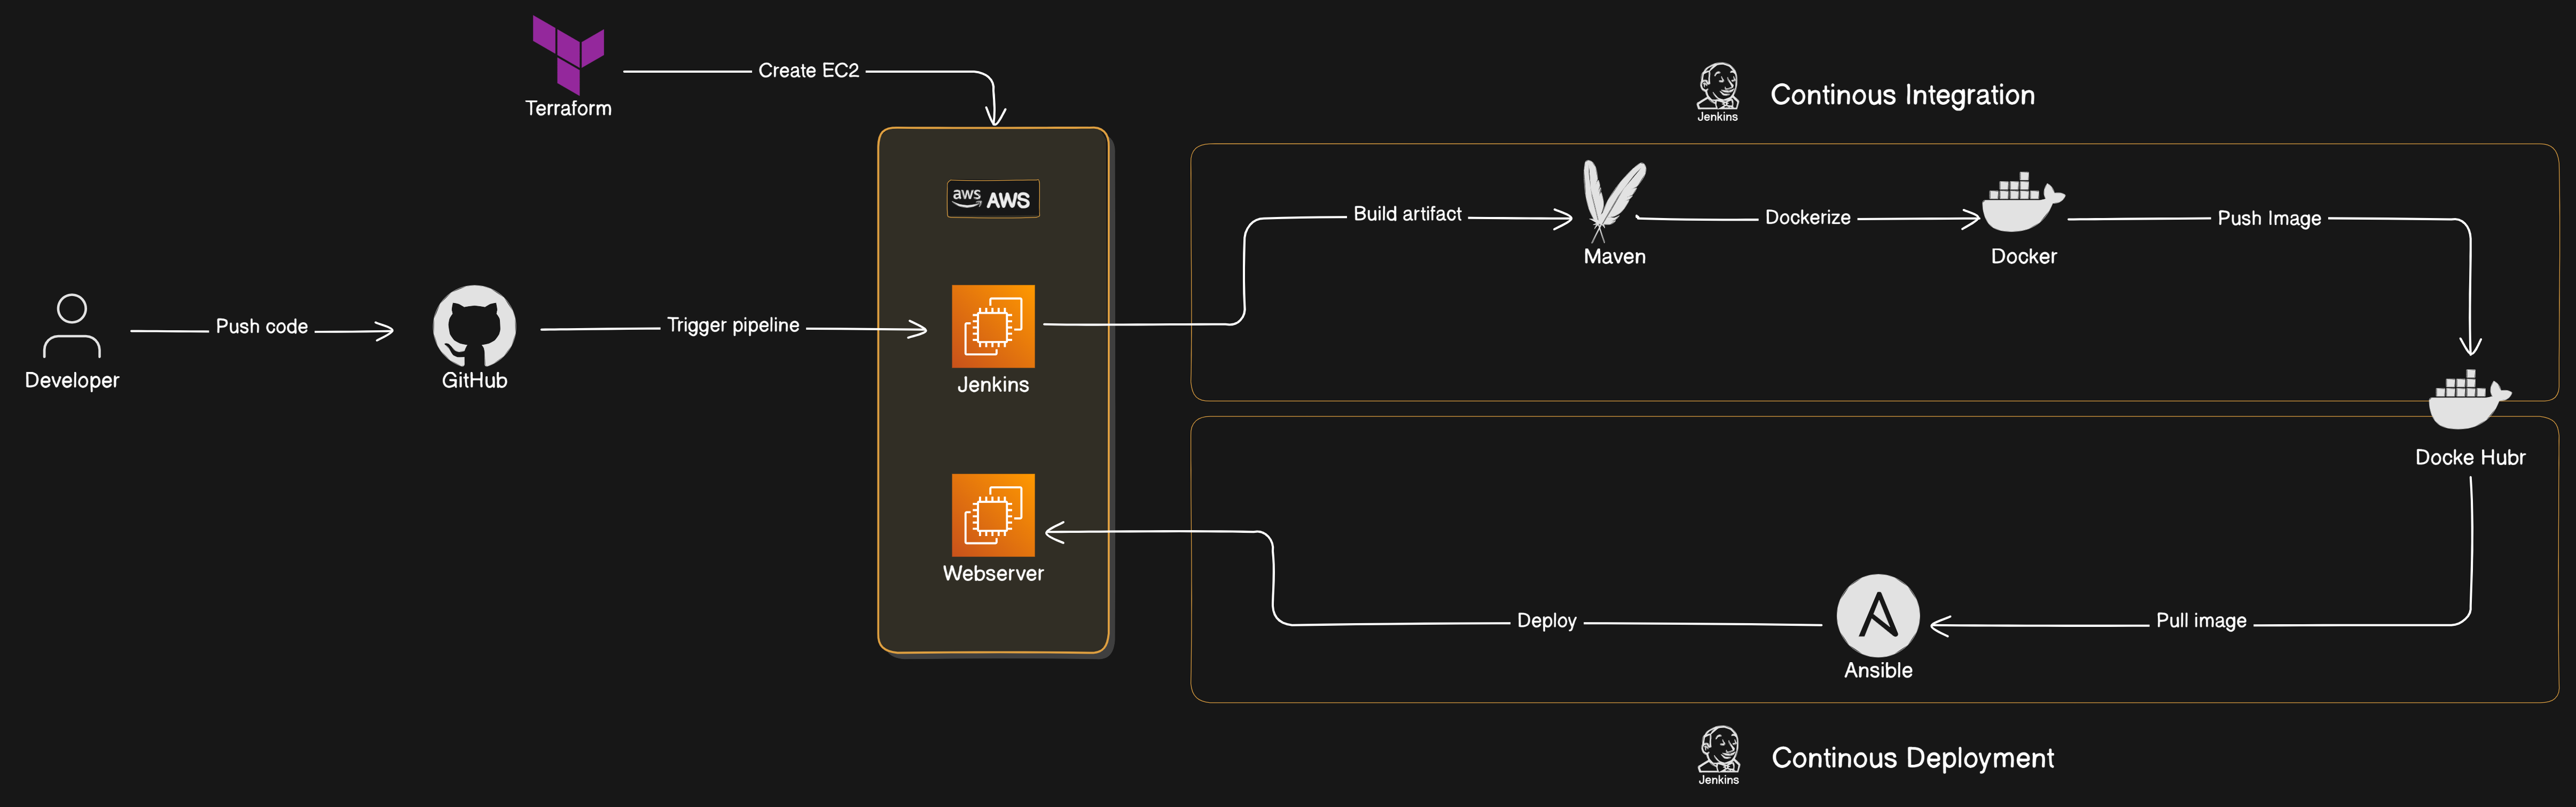 Terraform
Create EC2
aws AWS
Developer
Push code
GitHub
Trigger pipeline
Jenkins
Webserver
Jenkins
Continous Integration
Build artifact
Maven
Dockerize
Docker
Push Image
Docke Hubr
Pull image
Ansible
Deploy
Jenkins
Continous Deployment